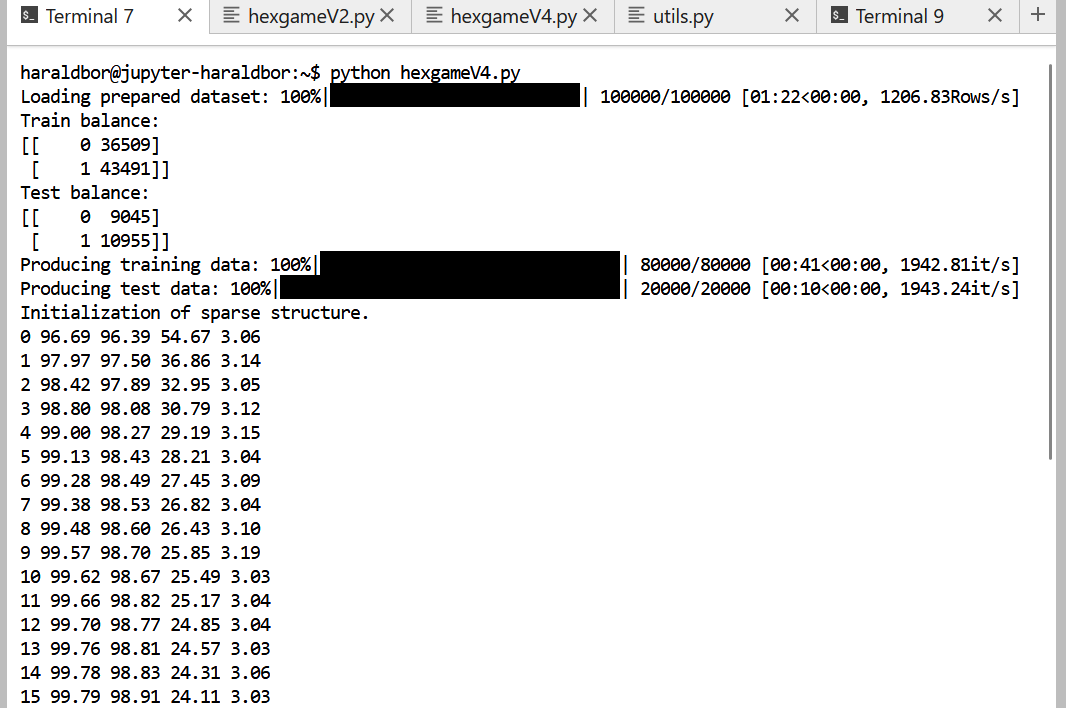 Terminal 7 hexgameV2.py hexgameV4.py utils.py Terminal 9
haraldbor@jupyter-haraldbor:~$ python hexgameV4.py
Loading prepared dataset: 100%| | 100000/100000 [01:22<00:00, 1206.83Rows/s]
Train balance:
[[    0 36509]
 [    1 43491]]
Test balance:
[[    0  9045]
 [    1 10955]]
Producing training data: 100%| | 80000/80000 [00:41<00:00, 1942.81it/s]
Producing test data: 100%| | 20000/20000 [00:10<00:00, 1943.24it/s]
Initialization of sparse structure.
0 96.69 96.39 54.67 3.06
1 97.97 97.50 36.86 3.14
2 98.42 97.89 32.95 3.05
3 98.80 98.08 30.79 3.12
4 99.00 98.27 29.19 3.15
5 99.13 98.43 28.21 3.04
6 99.28 98.49 27.45 3.09
7 99.38 98.53 26.82 3.04
8 99.48 98.60 26.43 3.10
9 99.57 98.70 25.85 3.19
10 99.62 98.67 25.49 3.03
11 99.66 98.82 25.17 3.04
12 99.70 98.77 24.85 3.04
13 99.76 98.81 24.57 3.03
14 99.78 98.83 24.31 3.06
15 99.79 98.91 24.11 3.03